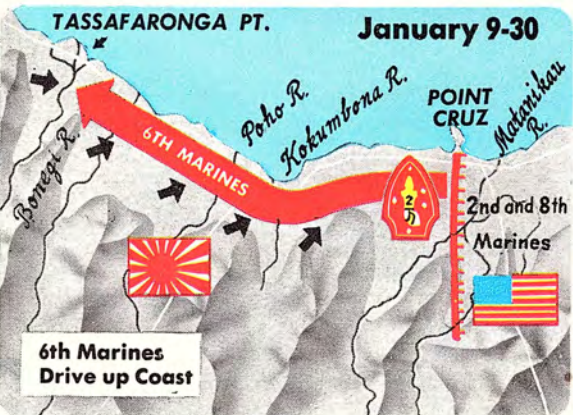 TASSAFARONGA PT.
January 9-30
Poho R.
Kokumbona R.
POINT
CRUZ
Matanikau
R.
Bonegi R.
6TH MARINES
2
2nd and 8th
Marines
6th Marines
Drive up Coast